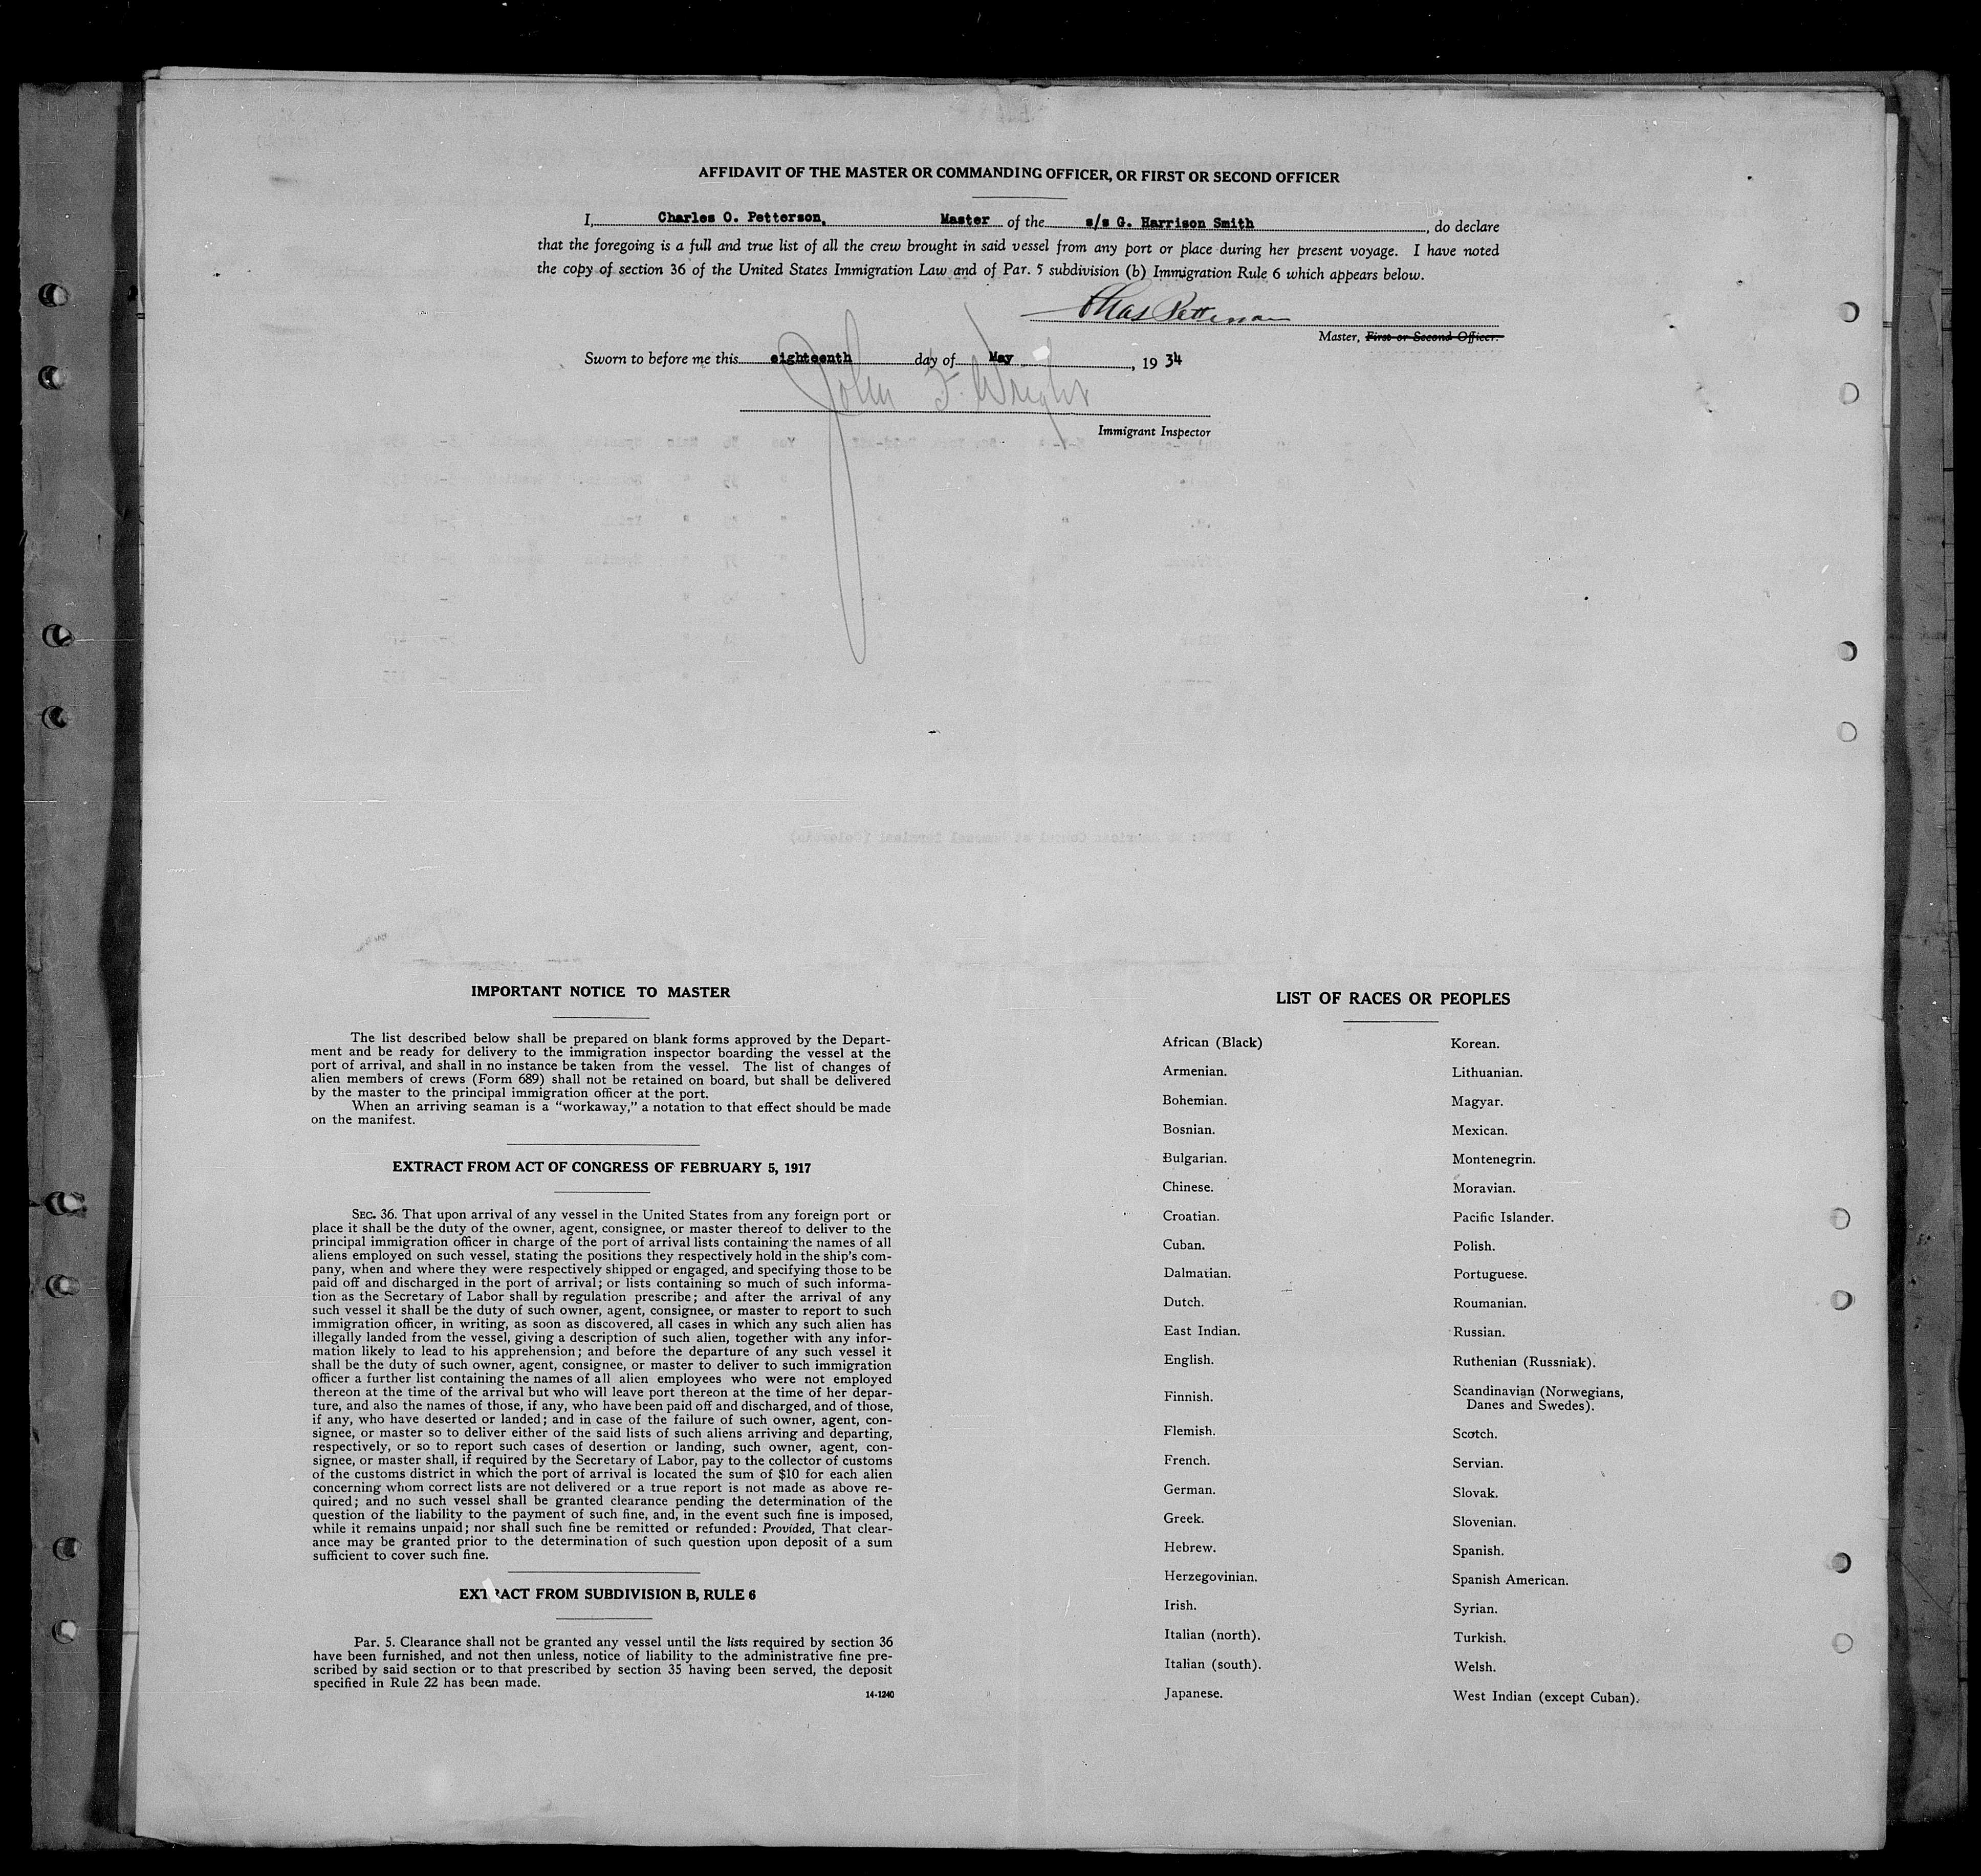 AFFIDAVIT OF THE MASTER OR COMMANDING OFFICER, OR FIRST OR SECOND OFFICER
I, Charles O. Petterson, Master of the s/s G. Harrison Smith, do declare
that the foregoing is a full and true list of all the crew brought in said vessel from any port or place during her present voyage. I have noted
the copy of section 36 of the United States Immigration Law and of Par. 5 subdivision (b) Immigration Rule 6 which appears below.
Chas Petterson
Master, First or Second Officer.
Sworn to before me this eighteenth day of May, 19 34
John F. Wright
Immigrant Inspector
IMPORTANT NOTICE TO MASTER
The list described below shall be prepared on blank forms approved by the Depart-
ment and be ready for delivery to the immigration inspector boarding the vessel at the
port of arrival, and shall in no instance be taken from the vessel. The list of changes of
alien members of crews (Form 689) shall not be retained on board, but shall be delivered
by the master to the principal immigration officer at the port.
When an arriving seaman is a “workaway,” a notation to that effect should be made
on the manifest.
EXTRACT FROM ACT OF CONGRESS OF FEBRUARY 5, 1917
SEC. 36. That upon arrival of any vessel in the United States from any foreign port or
place it shall be the duty of the owner, agent, consignee, or master thereof to deliver to the
principal immigration officer in charge of the port of arrival lists containing the names of all
aliens employed on such vessel, stating the positions they respectively hold in the ship's com-
pany, when and where they were respectively shipped or engaged, and specifying those to be
paid off and discharged in the port of arrival; or lists containing so much of such informa-
tion as the Secretary of Labor shall by regulation prescribe; and after the arrival of any
such vessel it shall be the duty of such owner, agent, consignee, or master to report to such
immigration officer, in writing, as soon as discovered, all cases in which any such alien has
illegally landed from the vessel, giving a description of such alien, together with any infor-
mation likely to lead to his apprehension; and before the departure of any such vessel it
shall be the duty of such owner, agent, consignee, or master to deliver to such immigration
officer a further list containing the names of all alien employees who were not employed
thereon at the time of the arrival but who will leave port thereon at the time of her depar-
ture, and also the names of those, if any, who have been paid off and discharged, and of those,
if any, who have deserted or landed; and in case of the failure of such owner, agent, con-
signee, or master so to deliver either of the said lists of such aliens arriving and departing,
respectively, or so to report such cases of desertion or landing, such owner, agent, con-
signee, or master shall, if required by the Secretary of Labor, pay to the collector of customs
of the customs district in which the port of arrival is located the sum of $10 for each alien
concerning whom correct lists are not delivered or a true report is not made as above re-
quired; and no such vessel shall be granted clearance pending the determination of the
question of the liability to the payment of such fine, and, in the event such fine is imposed,
while it remains unpaid; nor shall such fine be remitted or refunded: Provided, That clear-
ance may be granted prior to the determination of such question upon deposit of a sum
sufficient to cover such fine.
EXTRACT FROM SUBDIVISION B, RULE 6
Par. 5. Clearance shall not be granted any vessel until the lists required by section 36
have been furnished, and not then unless, notice of liability to the administrative fine pre-
scribed by said section or to that prescribed by section 35 having been served, the deposit
specified in Rule 22 has been made.
14-1240
LIST OF RACES OR PEOPLES
African (Black)
Armenian.
Bohemian.
Bosnian.
Bulgarian.
Chinese.
Croatian.
Cuban.
Dalmatian.
Dutch.
East Indian.
English.
Finnish.
Flemish.
French.
German.
Greek.
Hebrew.
Herzegovinian.
Irish.
Italian (north).
Italian (south).
Japanese.
Korean.
Lithuanian.
Magyar.
Mexican.
Montenegrin.
Moravian.
Pacific Islander.
Polish.
Portuguese.
Roumanian.
Russian.
Ruthenian (Russniak).
Scandinavian (Norwegians,
Danes and Swedes).
Scotch.
Servian.
Slovak.
Slovenian.
Spanish.
Spanish American.
Syrian.
Turkish.
Welsh.
West Indian (except Cuban).